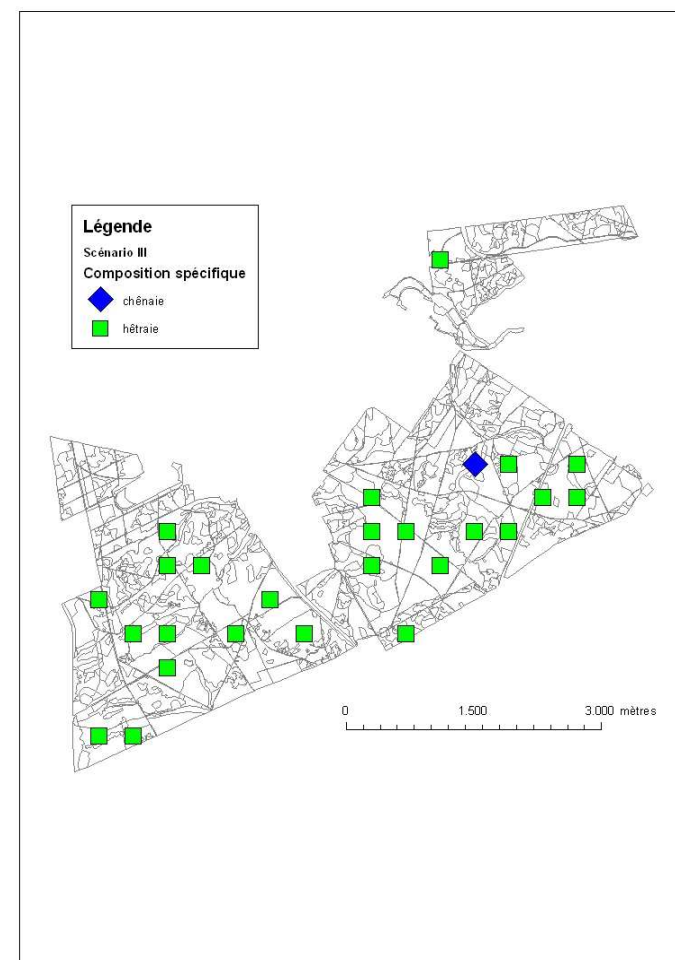 Légende
Scénario III
Composition spécifique
chênaie
hêtraie
0 1.500 3.000 mètres